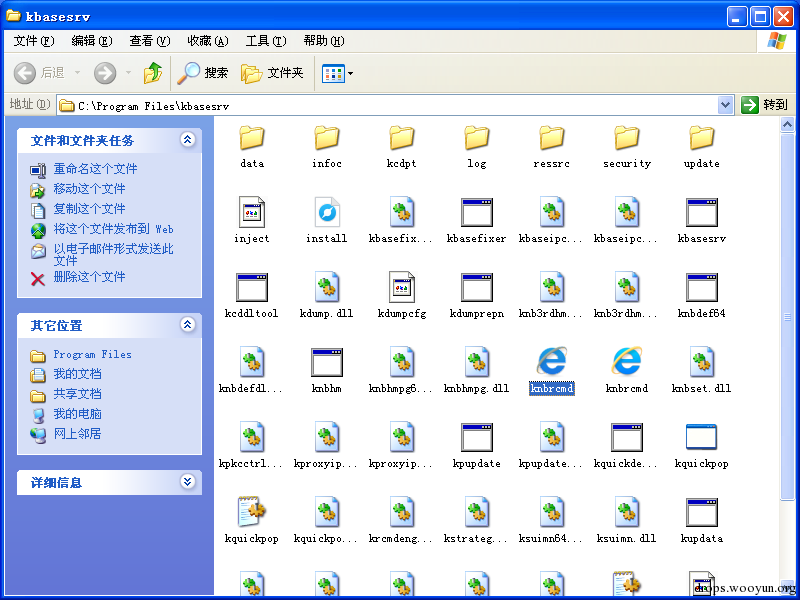 kbasesrv
文件(F) 编辑(E) 查看(V) 收藏(A) 工具(T) 帮助(H)
后退 搜索 文件夹
地址(D) C:\Program Files\kbasesrv 转到
文件和文件夹任务
重命名这个文件
移动这个文件
复制这个文件
将这个文件发布到 Web
以电子邮件形式发送此
文件
删除这个文件
其它位置
Program Files
我的文档
共享文档
我的电脑
网上邻居
详细信息
data infoc kcdpt log ressrc security update
inject install kbasefix... kbasefixer kbaseipc... kbaseipc... kbasesrv
kcddltool kdump.dll kdumpcfg kdumprepn knb3rdhm... knb3rdhm... knbdef64
knbdefdl... knbhm knbhmpg6... knbhmpg.dll knbrcmd knbrcmd knbset.dll
kpkcctrl... kproxyip... kproxyip... kpupdate kpupdate... kquickde... kquickpop
kquickpop kquickpo... krcmdeng... kstrateg... ksuimn64... ksuimn.dll kupdata
drops.wooyun.org